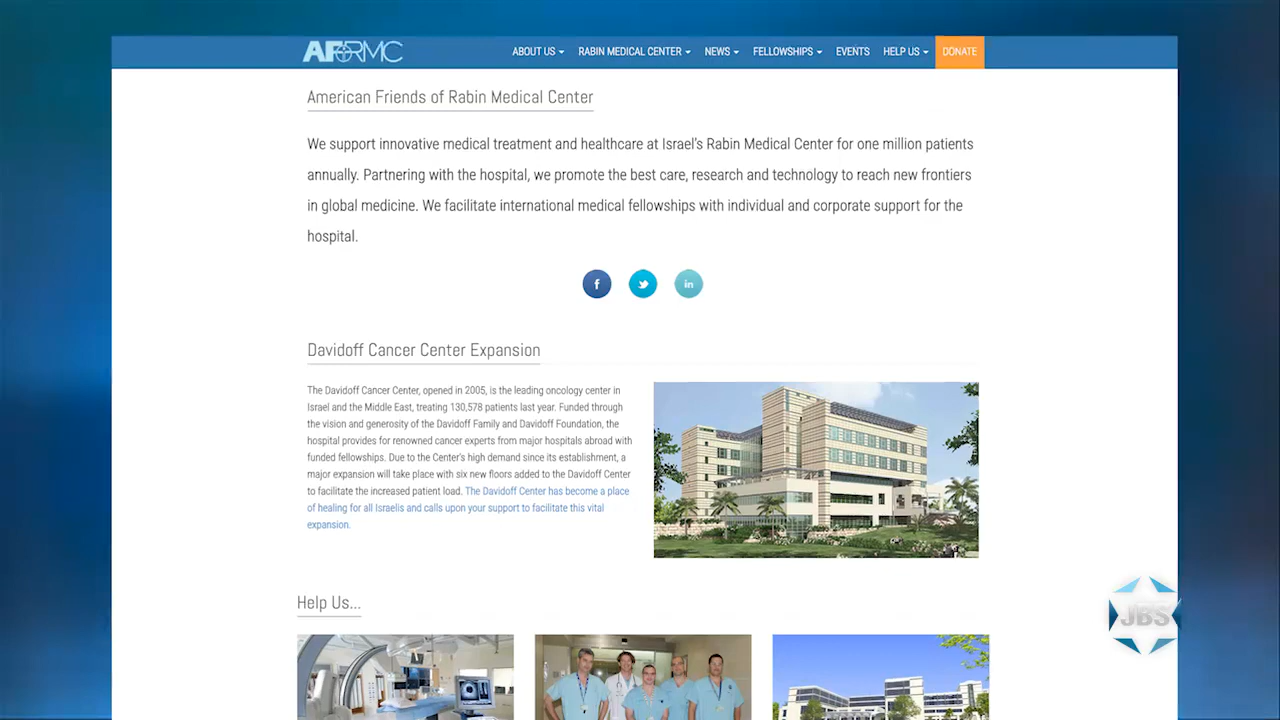 AFRMC
ABOUT US
RABIN MEDICAL CENTER
NEWS
FELLOWSHIPS
EVENTS
HELP US
DONATE
American Friends of Rabin Medical Center
We support innovative medical treatment and healthcare at Israel's Rabin Medical Center for one million patients
annually. Partnering with the hospital, we promote the best care, research and technology to reach new frontiers
in global medicine. We facilitate international medical fellowships with individual and corporate support for the
hospital.
f
in
Davidoff Cancer Center Expansion
The Davidoff Cancer Center, opened in 2005, is the leading oncology center in
Israel and the Middle East, treating 130,578 patients last year. Funded through
the vision and generosity of the Davidoff Family and Davidoff Foundation, the
hospital provides for renowned cancer experts from major hospitals abroad with
funded fellowships. Due to the Center's high demand since its establishment, a
major expansion will take place with six new floors added to the Davidoff Center
to facilitate the increased patient load. The Davidoff Center has become a place
of healing for all Israelis and calls upon your support to facilitate this vital
expansion.
Help Us...
JBS